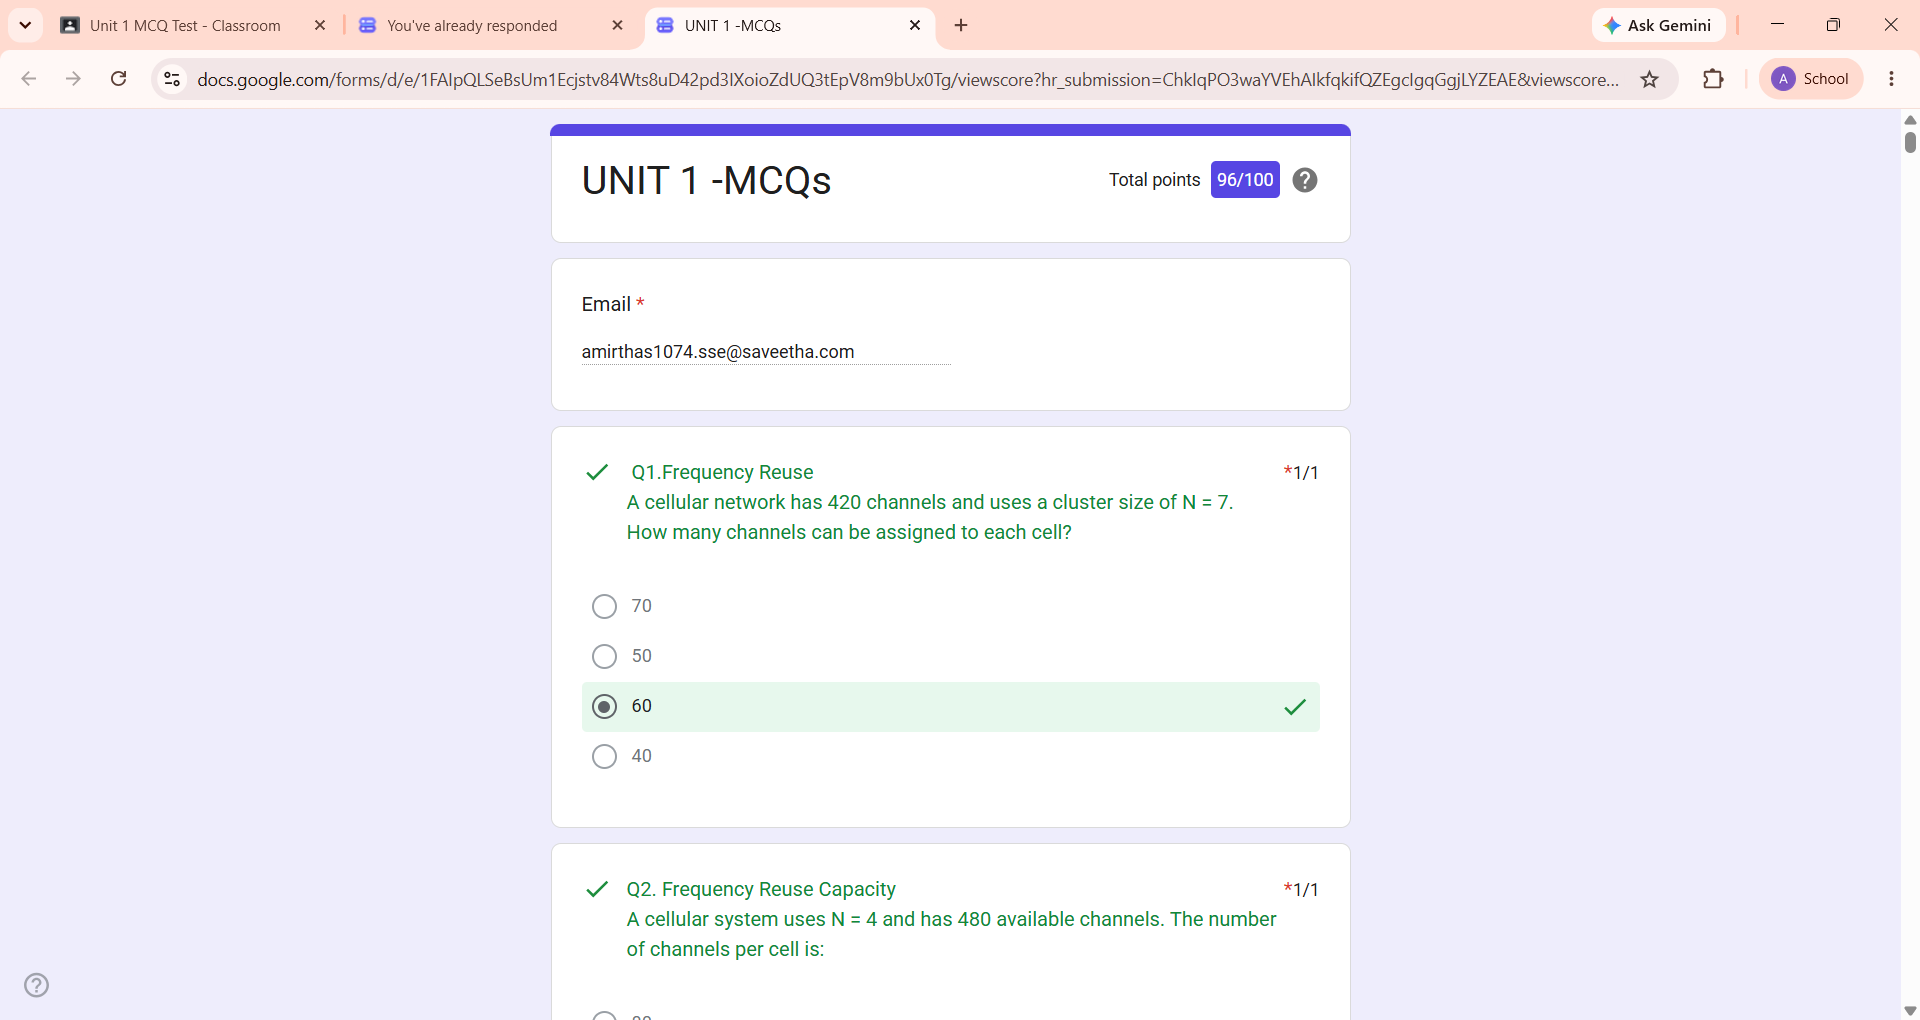 Unit 1 MCQ Test - Classroom
You've already responded
UNIT 1 -MCQs
Ask Gemini
docs.google.com/forms/d/e/1FAIpQLSeBsUm1Ecjstv84Wts8uD42pd3IXoioZdUQ3tEpV8m9bUx0Tg/viewscore?hr_submission=ChkIqPO3waYVEhAIkfqkifQZEgcIgqGgjLYZEAE&viewscore...
A School
UNIT 1 -MCQs
Total points 96/100
Email *
amirthas1074.sse@saveetha.com
Q1.Frequency Reuse *1/1
A cellular network has 420 channels and uses a cluster size of N = 7.
How many channels can be assigned to each cell?
70
50
60
40
Q2. Frequency Reuse Capacity *1/1
A cellular system uses N = 4 and has 480 available channels. The number
of channels per cell is: